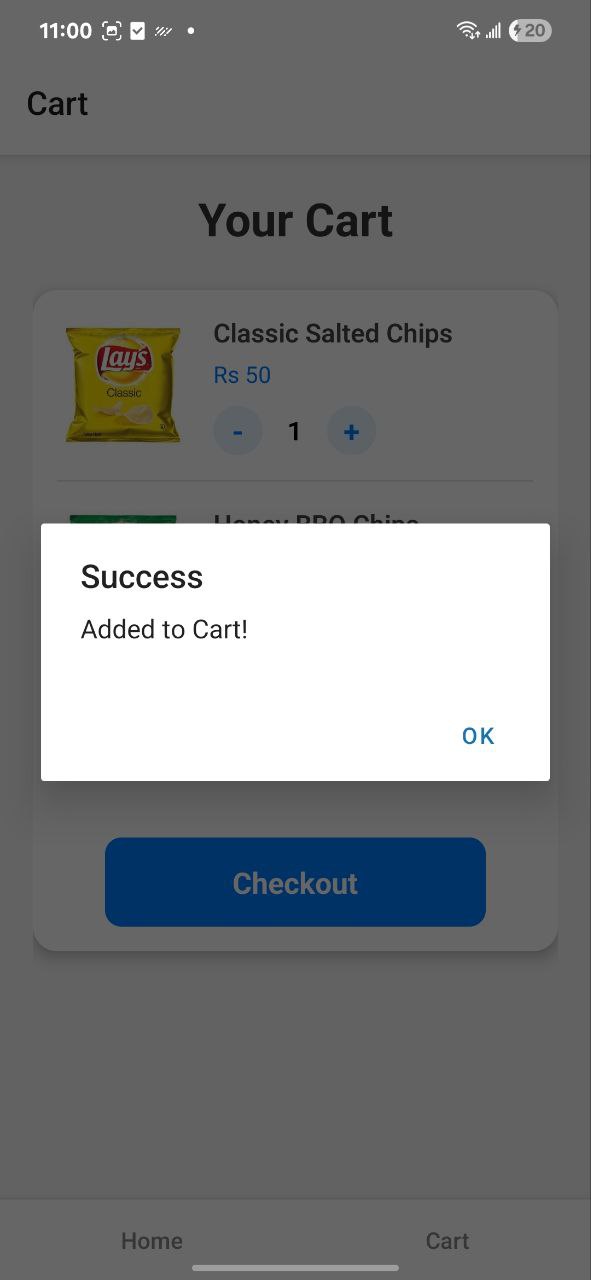 11:00
20
Cart
Your Cart
Classic Salted Chips
Lay's
Classic
Rs 50
- 1 +
Honey BBQ Chips
Success
Added to Cart!
OK
Checkout
Home Cart